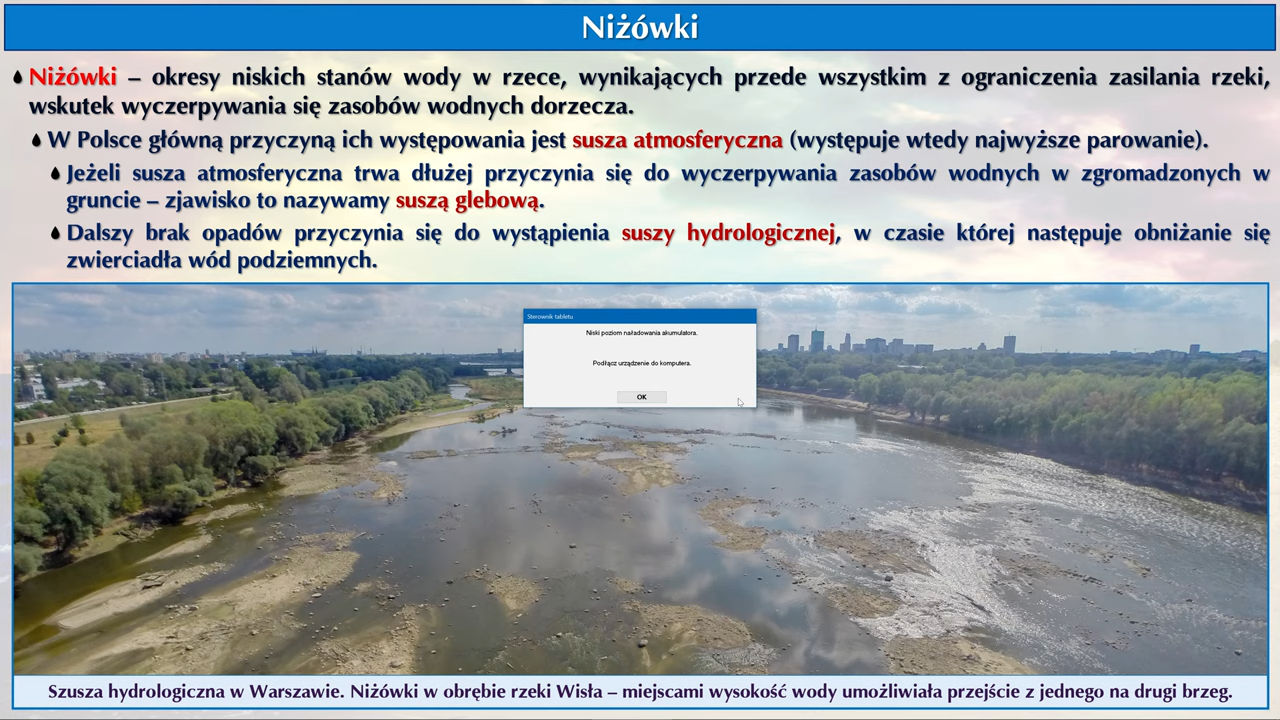 Niżówki
Niżówki – okresy niskich stanów wody w rzece, wynikających przede wszystkim z ograniczenia zasilania rzeki,
wskutek wyczerpywania się zasobów wodnych dorzecza.
W Polsce główną przyczyną ich występowania jest susza atmosferyczna (występuje wtedy najwyższe parowanie).
Jeżeli susza atmosferyczna trwa dłużej przyczynia się do wyczerpywania zasobów wodnych w zgromadzonych w
gruncie – zjawisko to nazywamy suszą glebową.
Dalszy brak opadów przyczynia się do wystąpienia suszy hydrologicznej, w czasie której następuje obniżanie się
zwierciadła wód podziemnych.
Sterownik tabletu
Niski poziom naładowania akumulatora.
Podłącz urządzenie do komputera.
OK
Szusza hydrologiczna w Warszawie. Niżówki w obrębie rzeki Wisła – miejscami wysokość wody umożliwiała przejście z jednego na drugi brzeg.